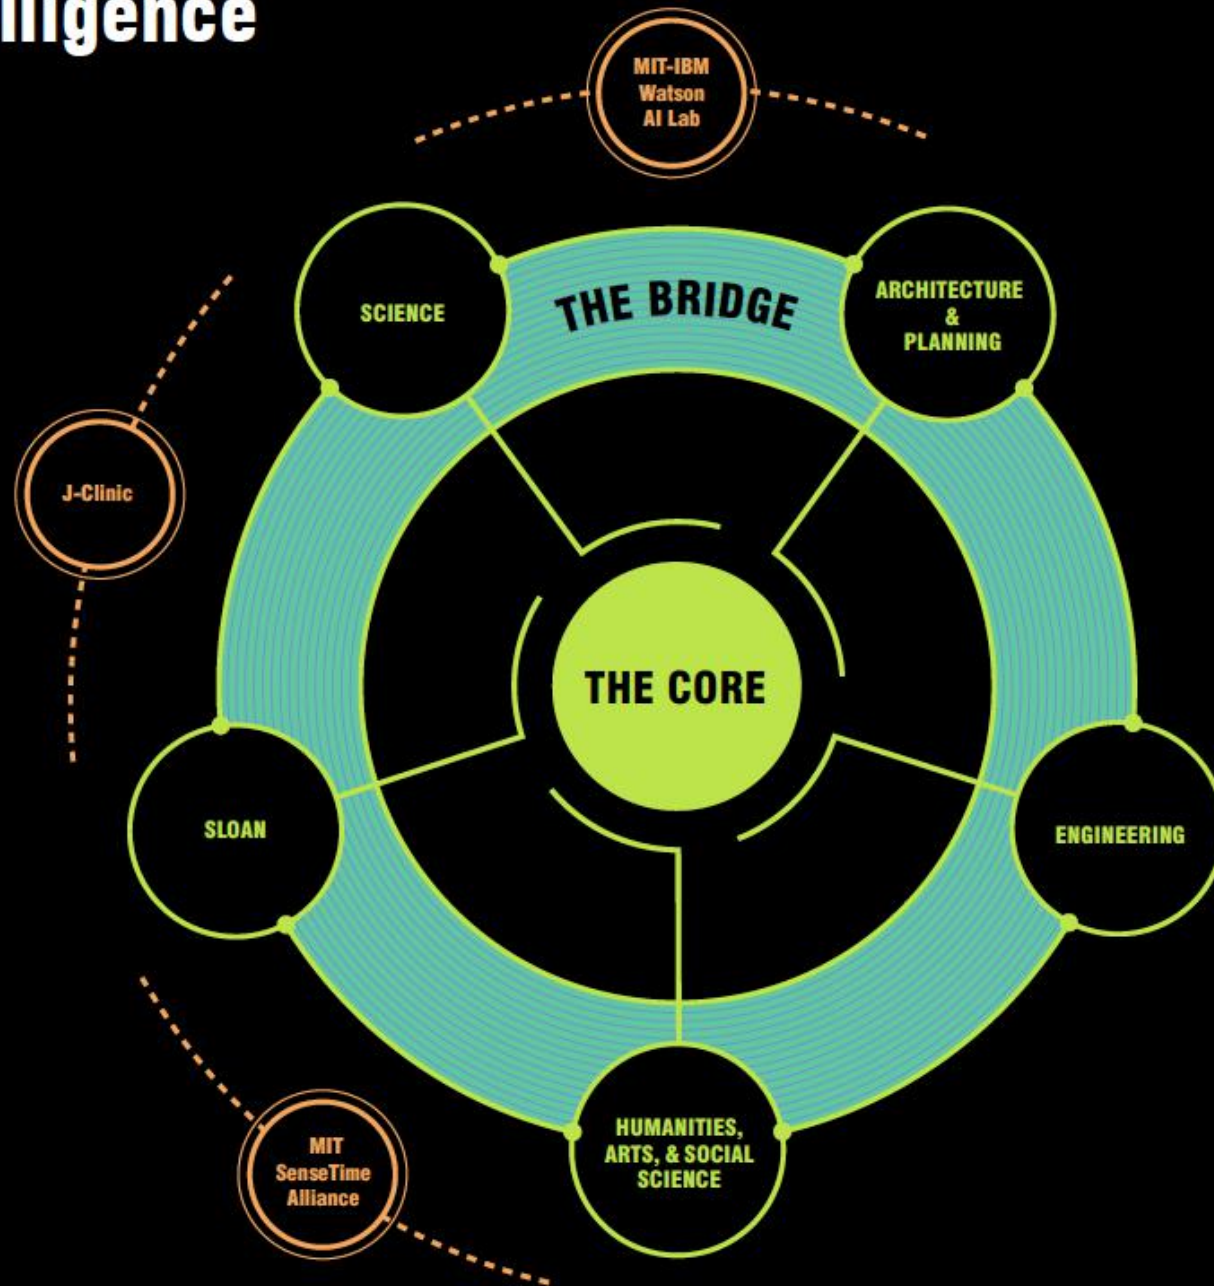 lligence
MIT-IBM
Watson
AI Lab
SCIENCE
THE BRIDGE
ARCHITECTURE
&
PLANNING
J-Clinic
THE CORE
SLOAN
ENGINEERING
HUMANITIES,
ARTS, & SOCIAL
SCIENCE
MIT
SenseTime
Alliance